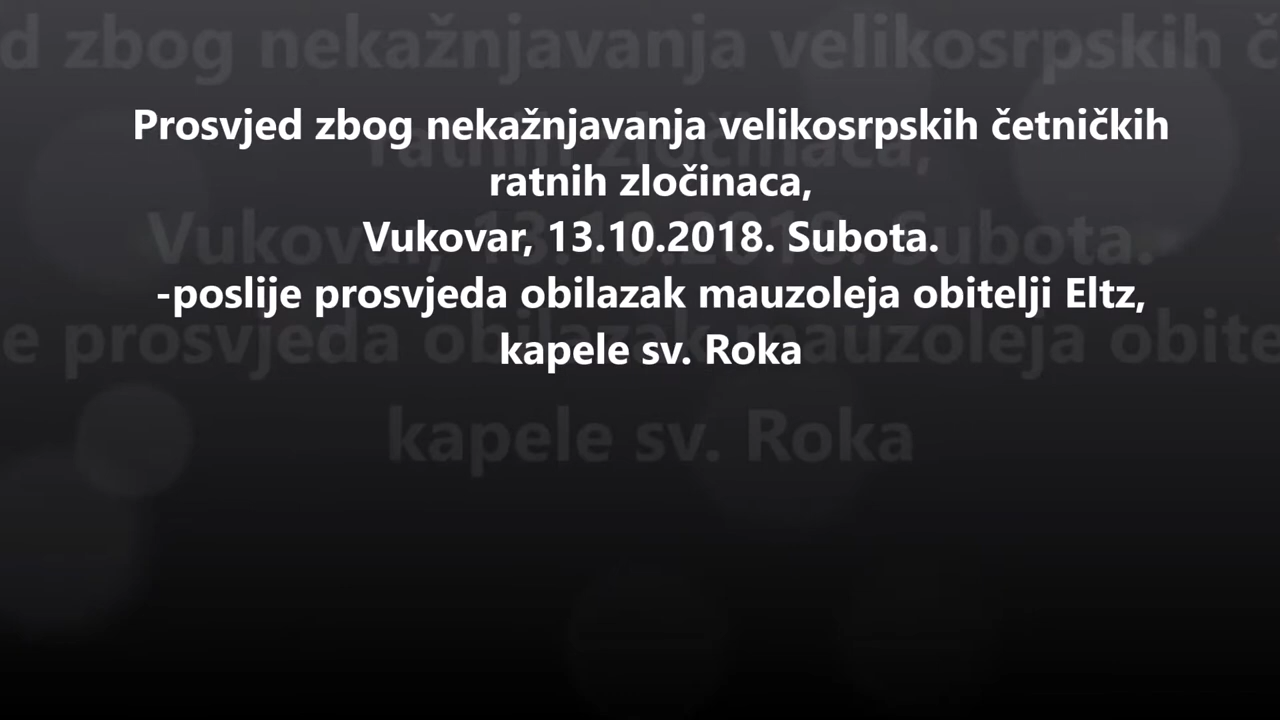 Prosvjed zbog nekažnjavanja velikosrpskih četničkih
ratnih zločinaca,
Vukovar, 13.10.2018. Subota.
-poslije prosvjeda obilazak mauzoleja obitelji Eltz,
kapele sv. Roka